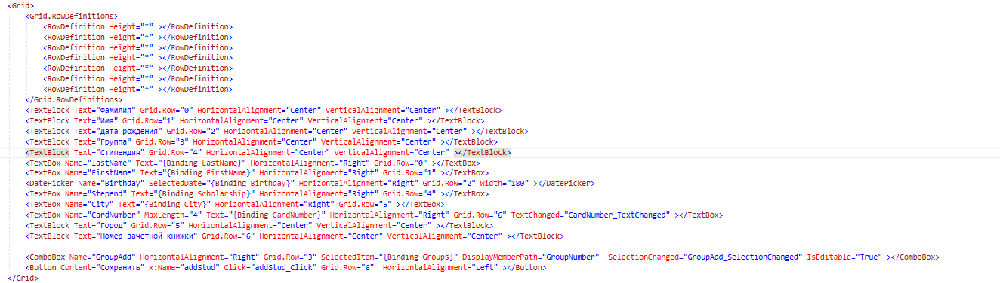 <Grid>
<Grid.RowDefinitions>
<RowDefinition Height="*" ></RowDefinition>
<RowDefinition Height="*" ></RowDefinition>
<RowDefinition Height="*" ></RowDefinition>
<RowDefinition Height="*" ></RowDefinition>
<RowDefinition Height="*" ></RowDefinition>
<RowDefinition Height="*" ></RowDefinition>
<RowDefinition Height="*" ></RowDefinition>
</Grid.RowDefinitions>
<TextBlock Text="Фамилия" Grid.Row="0" HorizontalAlignment="Center" VerticalAlignment="Center" ></TextBlock>
<TextBlock Text="Имя" Grid.Row="1" HorizontalAlignment="Center" VerticalAlignment="Center" ></TextBlock>
<TextBlock Text="Дата рождения" Grid.Row="2" HorizontalAlignment="Center" VerticalAlignment="Center" ></TextBlock>
<TextBlock Text="Группа" Grid.Row="3" HorizontalAlignment="Center" VerticalAlignment="Center" ></TextBlock>
<TextBlock Text="Стипендия" Grid.Row="4" HorizontalAlignment="Center" VerticalAlignment="Center" ></TextBlock>
<TextBox Name="lastName" Text="{Binding LastName}" HorizontalAlignment="Right" Grid.Row="0" ></TextBox>
<TextBox Name="FirstName" Text="{Binding FirstName}" HorizontalAlignment="Right" Grid.Row="1" ></TextBox>
<DatePicker Name="Birthday" SelectedDate="{Binding Birthday}" HorizontalAlignment="Right" Grid.Row="2" Width="180" ></DatePicker>
<TextBox Name="Stepend" Text="{Binding Scholarship}" HorizontalAlignment="Right" Grid.Row="4" ></TextBox>
<TextBox Name="City" Text="{Binding City}" HorizontalAlignment="Right" Grid.Row="5" ></TextBox>
<TextBox Name="CardNumber" MaxLength="4" Text="{Binding CardNumber}" HorizontalAlignment="Right" Grid.Row="6" TextChanged="CardNumber_TextChanged" ></TextBox>
<TextBlock Text="Город" Grid.Row="5" HorizontalAlignment="Center" VerticalAlignment="Center" ></TextBlock>
<TextBlock Text="Номер зачетной книжки" Grid.Row="6" HorizontalAlignment="Center" VerticalAlignment="Center" ></TextBlock>
<ComboBox Name="GroupAdd" HorizontalAlignment="Right" Grid.Row="3" SelectedItem="{Binding Groups}" DisplayMemberPath="GroupNumber"  SelectionChanged="GroupAdd_SelectionChanged" IsEditable="True" ></ComboBox>
<Button Content="Сохранить" x:Name="addStud" Click="addStud_Click" Grid.Row="6"  HorizontalAlignment="Left" ></Button>
</Grid>